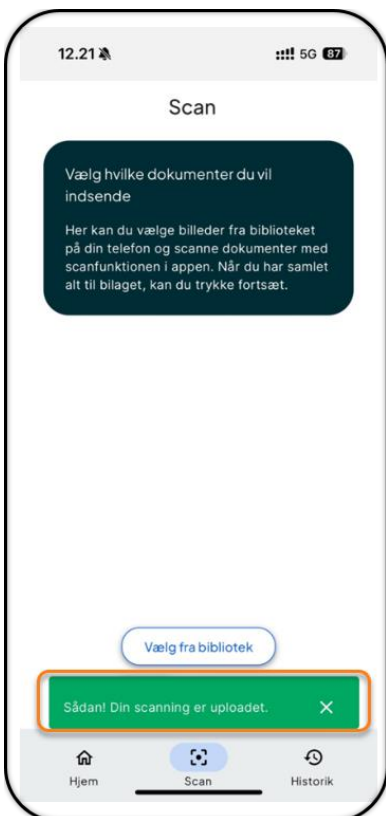 12.21
5G 87
Scan
Vælg hvilke dokumenter du vil
indsende
Her kan du vælge billeder fra biblioteket
på din telefon og scanne dokumenter med
scanfunktionen i appen. Når du har samlet
alt til bilaget, kan du trykke fortsæt.
Vælg fra bibliotek
Sådan! Din scanning er uploadet.
Hjem
Scan
Historik